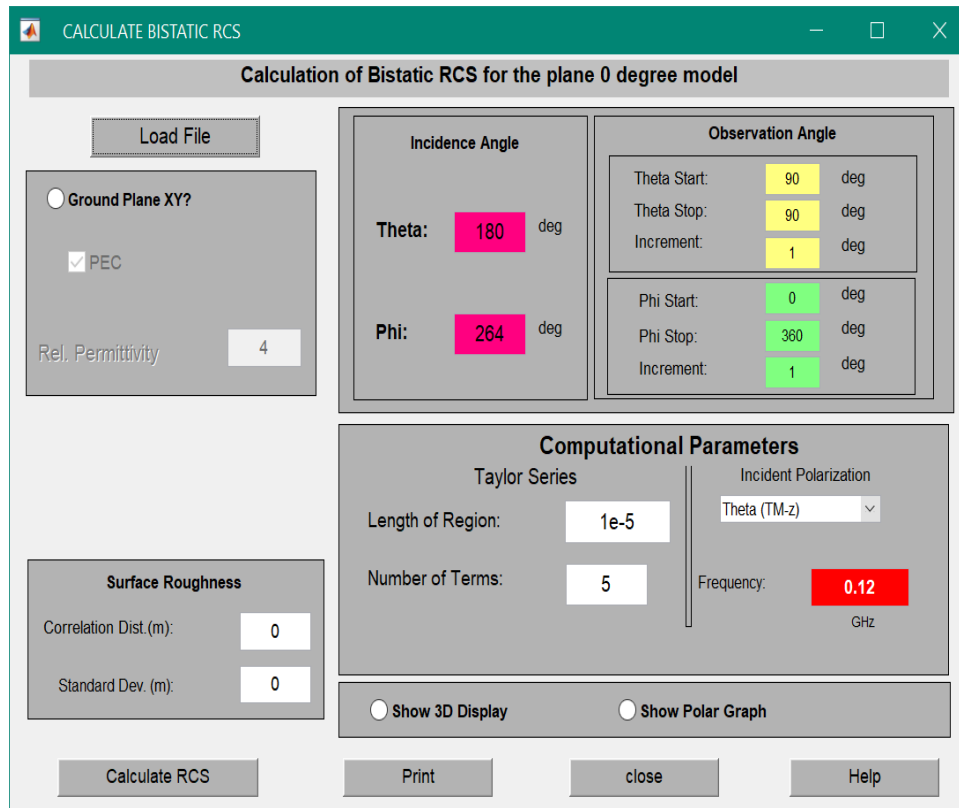 CALCULATE BISTATIC RCS
Calculation of Bistatic RCS for the plane 0 degree model
Load File
Ground Plane XY?
PEC
Rel. Permittivity 4
Incidence Angle
Theta: 180 deg
Phi: 264 deg
Observation Angle
Theta Start: 90 deg
Theta Stop: 90 deg
Increment: 1 deg
Phi Start: 0 deg
Phi Stop: 360 deg
Increment: 1 deg
Computational Parameters
Taylor Series
Length of Region: 1e-5
Number of Terms: 5
Incident Polarization
Theta (TM-z)
Frequency: 0.12
GHz
Surface Roughness
Correlation Dist.(m): 0
Standard Dev. (m): 0
Show 3D Display Show Polar Graph
Calculate RCS Print close Help